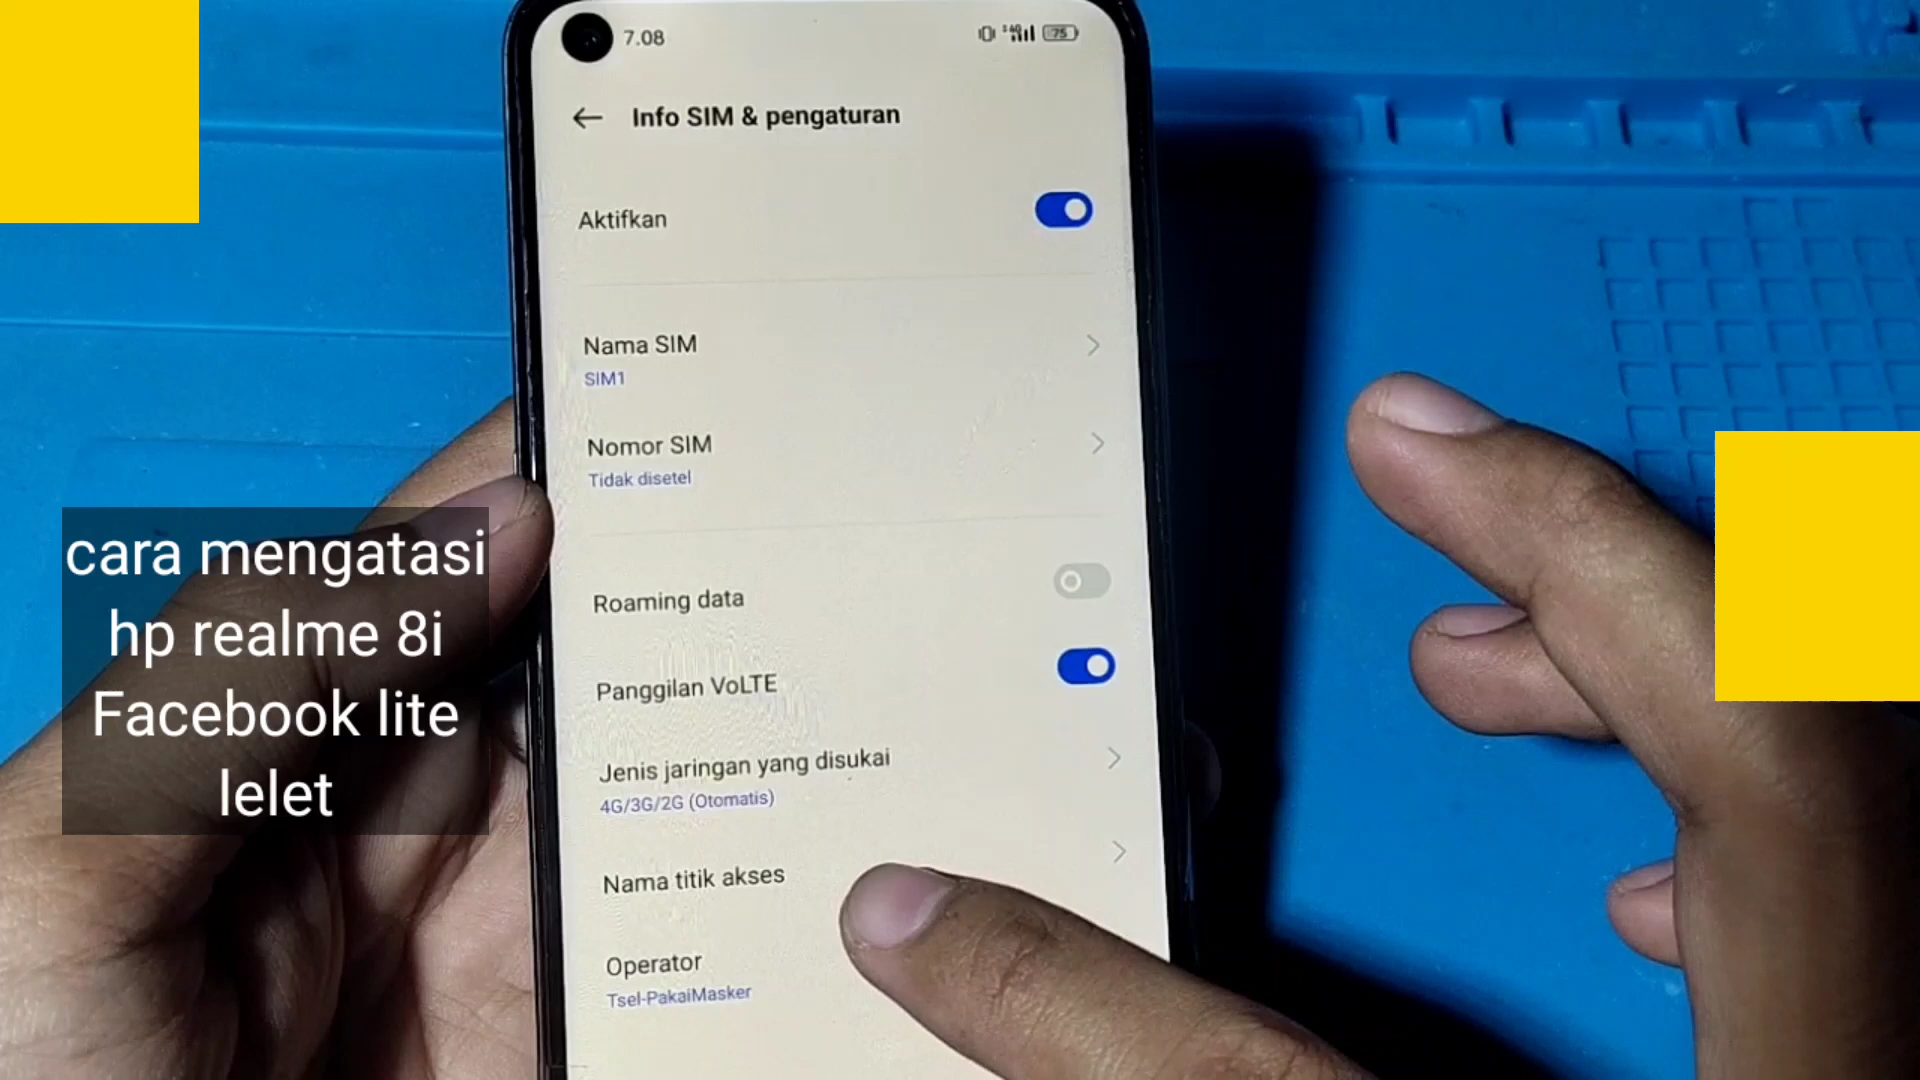 7.08
75
Info SIM & pengaturan
Aktifkan
Nama SIM
SIM1
Nomor SIM
Tidak disetel
Roaming data
Panggilan VoLTE
Jenis jaringan yang disukai
4G/3G/2G (Otomatis)
Nama titik akses
Operator
Tsel-PakaiMasker
cara mengatasi
hp realme 8i
Facebook lite
lelet